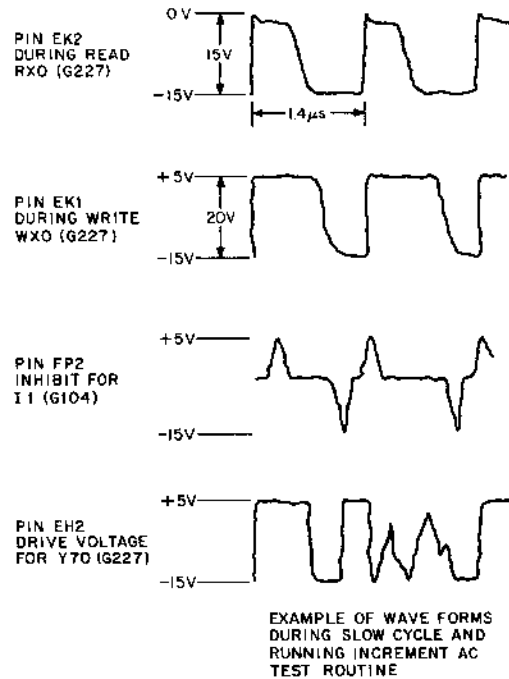 0 V
PIN EK2
DURING READ
RXO (G227)
15V
-15V
1.4μs
+5V
PIN EK1
DURING WRITE
WXO (G227)
20V
-15V
+5V
PIN FP2
INHIBIT FOR
I1 (G104)
-15V
+5V
PIN EH2
DRIVE VOLTAGE
FOR Y70 (G227)
-15V
EXAMPLE OF WAVE FORMS
DURING SLOW CYCLE AND
RUNNING INCREMENT AC
TEST ROUTINE